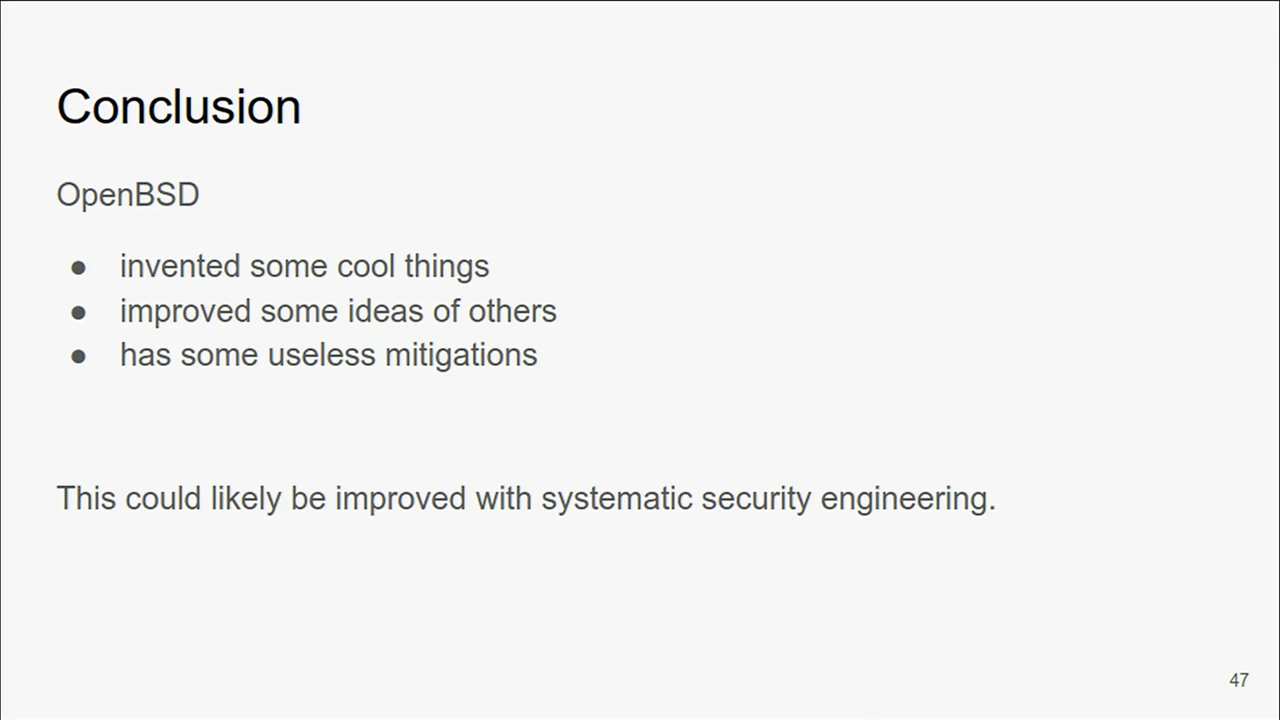 Conclusion
OpenBSD
● invented some cool things
● improved some ideas of others
● has some useless mitigations
This could likely be improved with systematic security engineering.
47